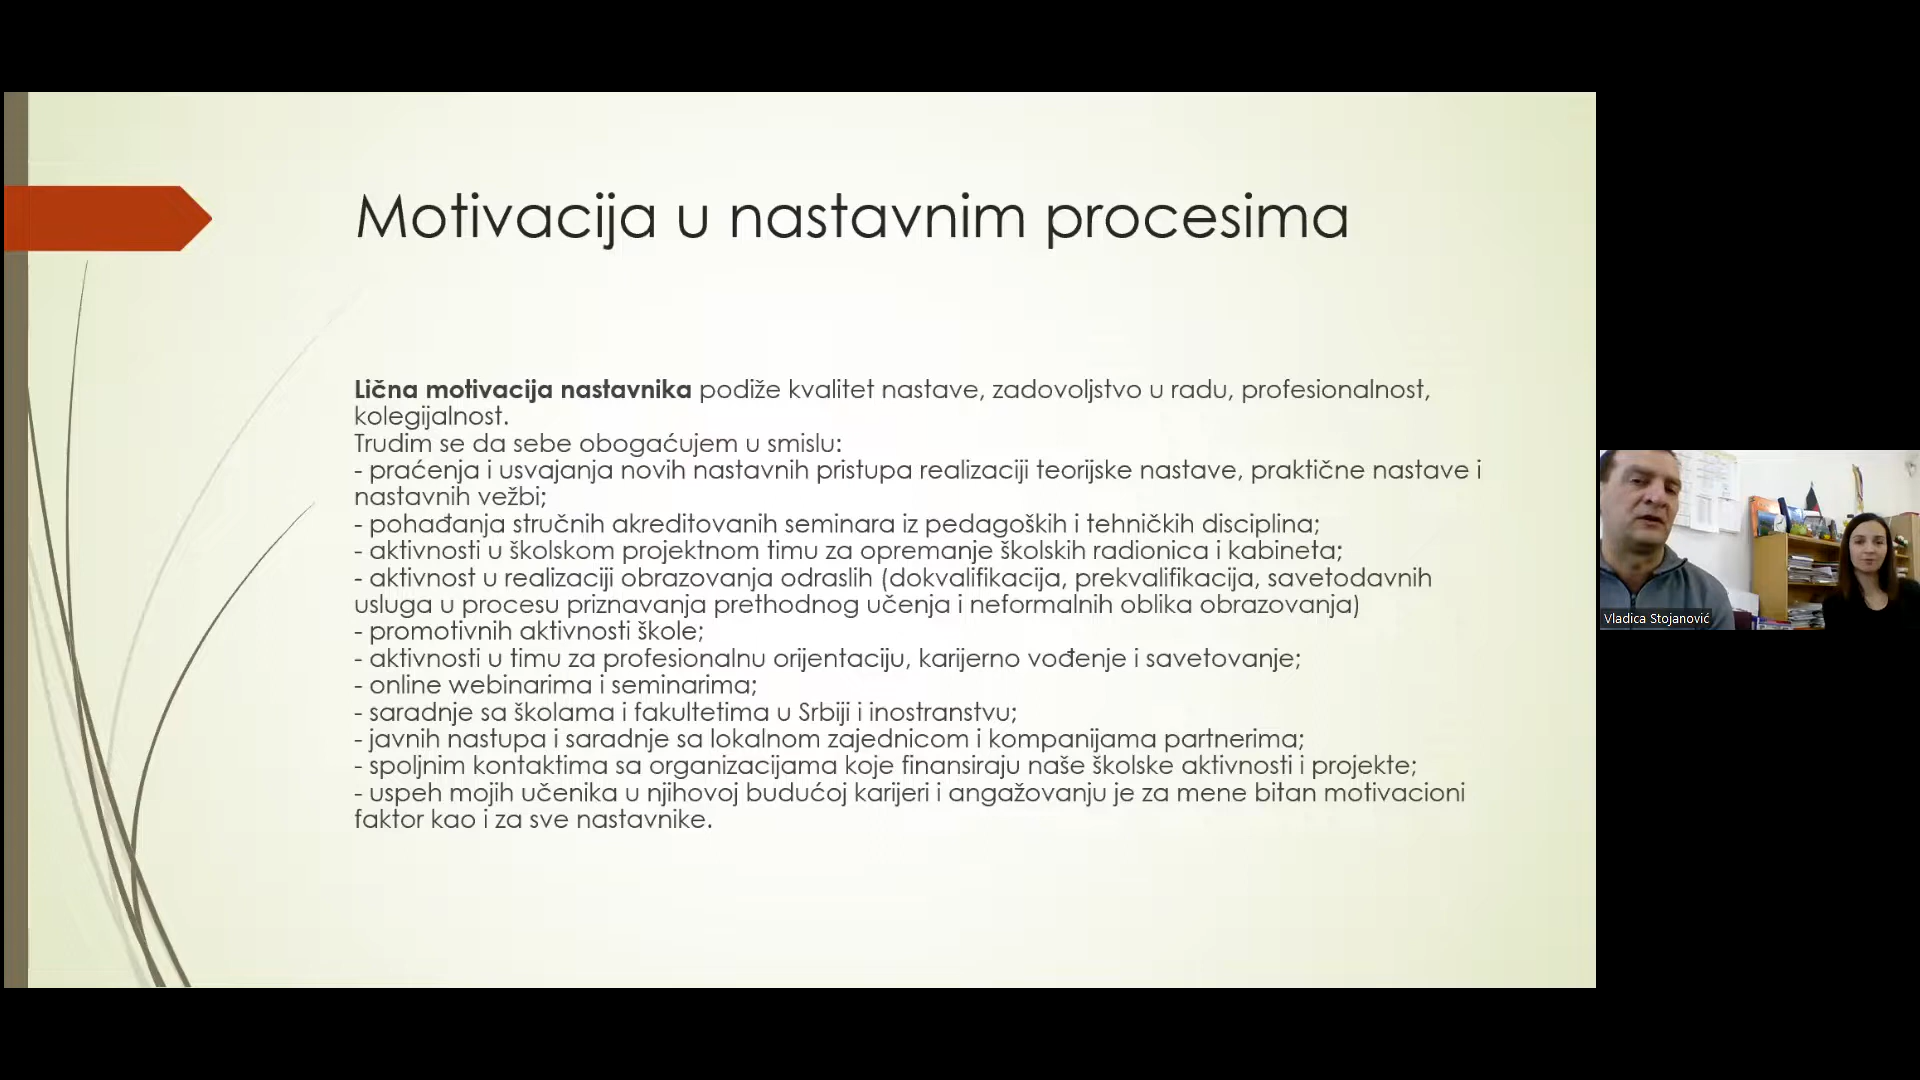 Motivacija u nastavnim procesima
Lična motivacija nastavnika podiže kvalitet nastave, zadovoljstvo u radu, profesionalnost,
kolegijalnost.
Trudim se da sebe obogaćujem u smislu:
- praćenja i usvajanja novih nastavnih pristupa realizaciji teorijske nastave, praktične nastave i
nastavnih vežbi;
- pohađanja stručnih akreditovanih seminara iz pedagoških i tehničkih disciplina;
- aktivnosti u školskom projektnom timu za opremanje školskih radionica i kabineta;
- aktivnost u realizaciji obrazovanja odraslih (dokvalifikacija, prekvalifikacija, savetodavnih
usluga u procesu priznavanja prethodnog učenja i neformalnih oblika obrazovanja)
- promotivnih aktivnosti škole;
- aktivnosti u timu za profesionalnu orijentaciju, karijerno vođenje i savetovanje;
- online webinarima i seminarima;
- saradnje sa školama i fakultetima u Srbiji i inostranstvu;
- javnih nastupa i saradnje sa lokalnom zajednicom i kompanijama partnerima;
- spoljnim kontaktima sa organizacijama koje finansiraju naše školske aktivnosti i projekte;
- uspeh mojih učenika u njihovoj budućoj karijeri i angažovanju je za mene bitan motivacioni
faktor kao i za sve nastavnike.
Vladica Stojanović